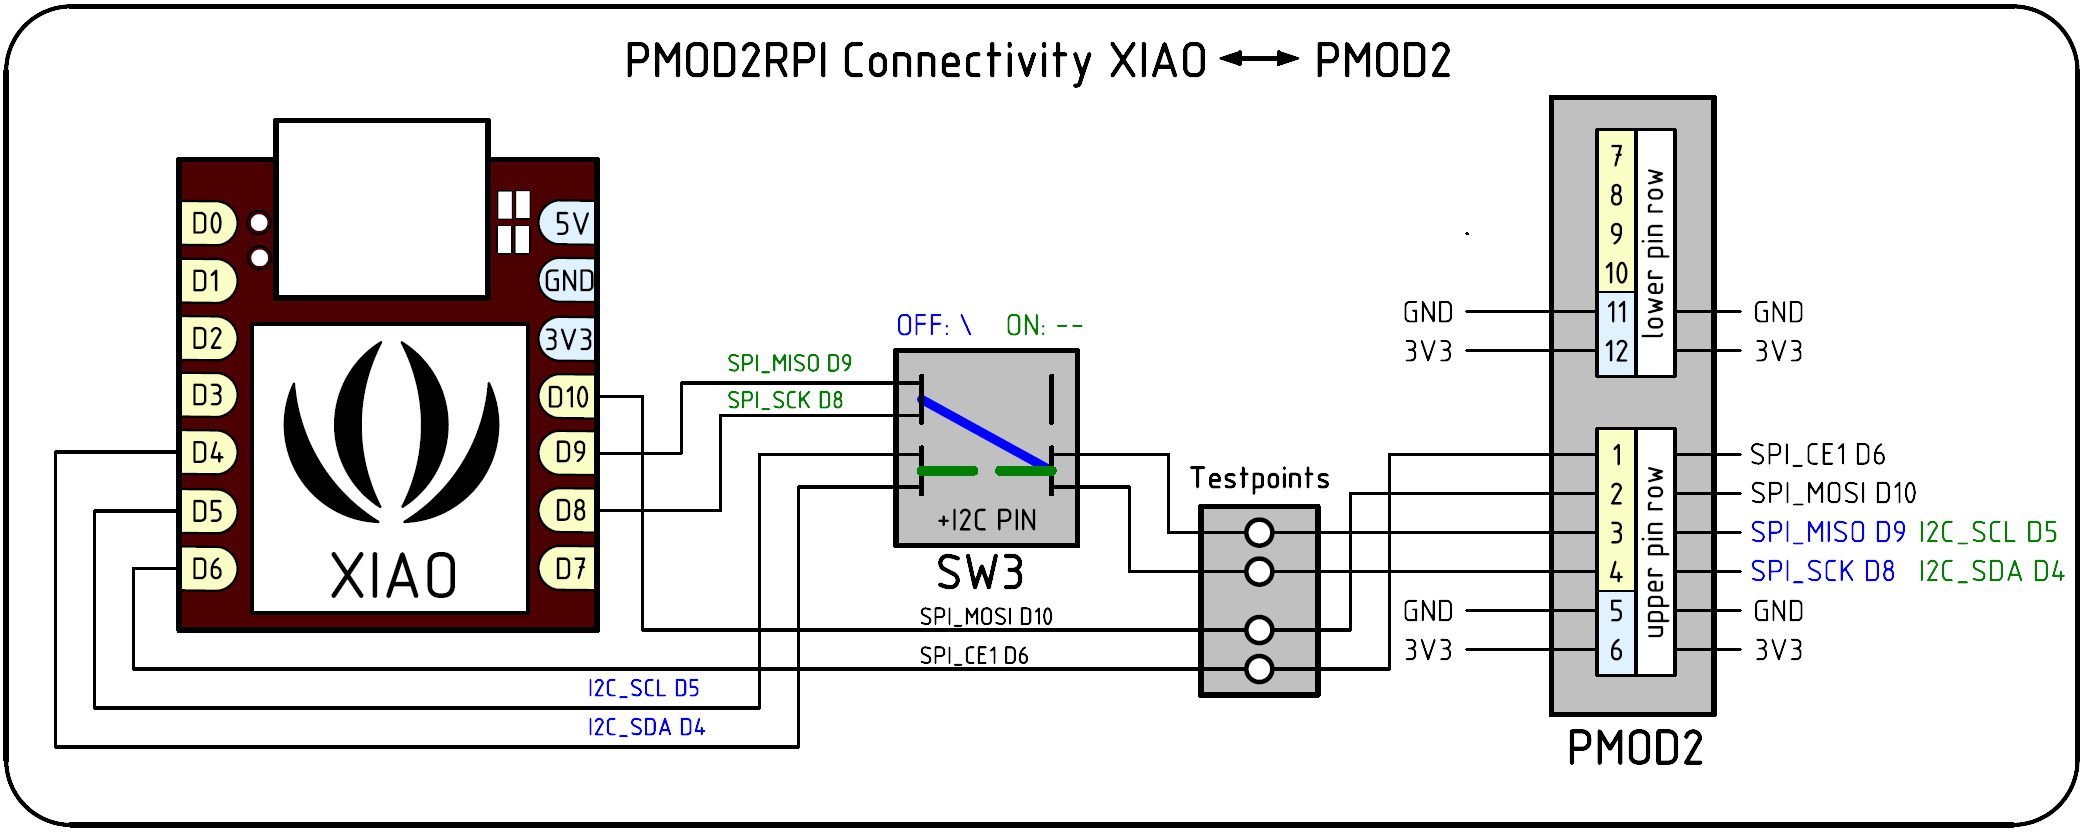 PMOD2RPI Connectivity XIAO ↔ PMOD2
D0
D1
D2
D3
D4
D5
D6
5V
GND
3V3
D10
D9
D8
D7
XIAO
SPI_MISO D9
SPI_SCK D8
OFF: \ ON: --
+I2C PIN
SW3
SPI_MOSI D10
SPI_CE1 D6
I2C_SCL D5
I2C_SDA D4
Testpoints
7
8
9
10
GND 11 GND
3V3 12 3V3
lower pin row
1 SPI_CE1 D6
2 SPI_MOSI D10
3 SPI_MISO D9 I2C_SCL D5
4 SPI_SCK D8 I2C_SDA D4
GND 5 GND
3V3 6 3V3
upper pin row
PMOD2